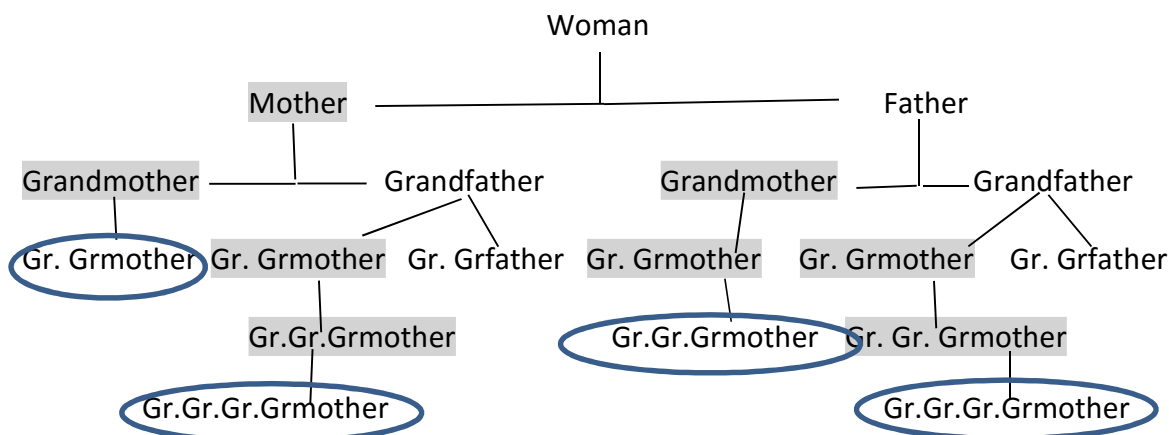 Woman
Mother Father
Grandmother Grandfather Grandmother Grandfather
Gr. Grmother Gr. Grmother Gr. Grfather Gr. Grmother Gr. Grmother Gr. Grfather
Gr.Gr.Grmother Gr.Gr.Grmother Gr. Gr. Grmother
Gr.Gr.Gr.Grmother Gr.Gr.Gr.Grmother